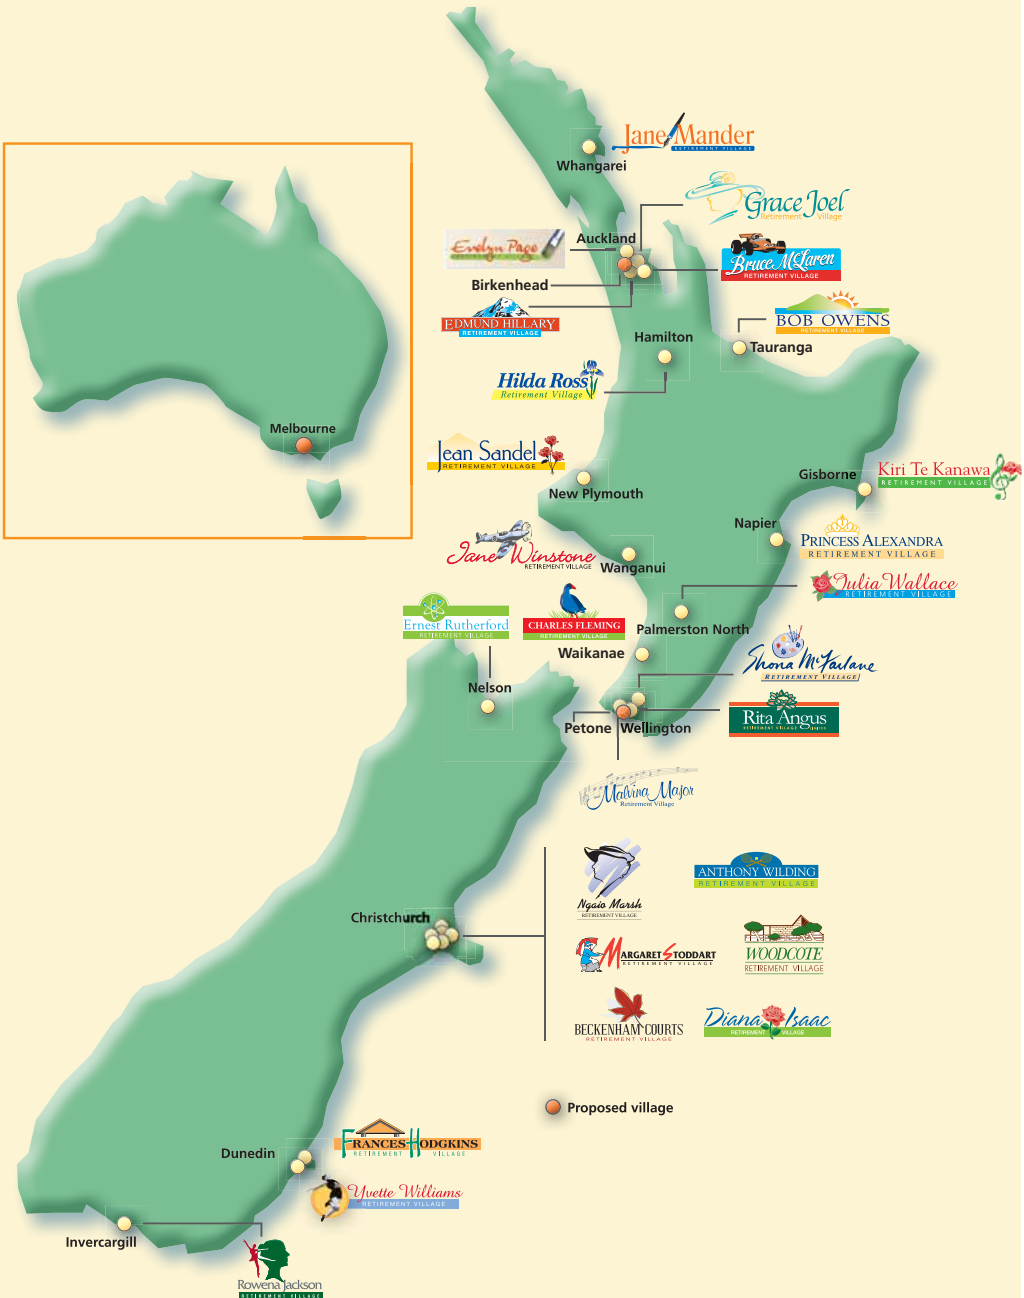 Jane Mander
RETIREMENT VILLAGE
Whangarei
Grace Joel
Retirement Village
Auckland
Evelyn Page
Bruce McLaren
RETIREMENT VILLAGE
Birkenhead
EDMUND HILLARY
RETIREMENT VILLAGE
BOB OWENS
RETIREMENT VILLAGE
Hamilton
Tauranga
Hilda Ross
Retirement Village
Melbourne
Jean Sandel
RETIREMENT VILLAGE
New Plymouth
Gisborne
Kiri Te Kanawa
RETIREMENT VILLAGE
Napier
PRINCESS ALEXANDRA
RETIREMENT VILLAGE
Jane Winstone
RETIREMENT VILLAGE
Wanganui
Julia Wallace
RETIREMENT VILLAGE
Ernest Rutherford
RETIREMENT VILLAGE
CHARLES FLEMING
RETIREMENT VILLAGE
Palmerston North
Waikanae
Shona McFarlane
RETIREMENT VILLAGE
Nelson
Rita Angus
RETIREMENT VILLAGE
Petone
Wellington
Malvina Major
Retirement Village
Ngaio Marsh
RETIREMENT VILLAGE
ANTHONY WILDING
RETIREMENT VILLAGE
Christchurch
MARGARET STODDART
RETIREMENT VILLAGE
WOODCOTE
RETIREMENT VILLAGE
BECKENHAM COURTS
RETIREMENT VILLAGE
Diana Isaac
RETIREMENT VILLAGE
Proposed village
Dunedin
FRANCES HODGKINS
RETIREMENT VILLAGE
Yvette Williams
RETIREMENT VILLAGE
Invercargill
Rowena Jackson
RETIREMENT VILLAGE